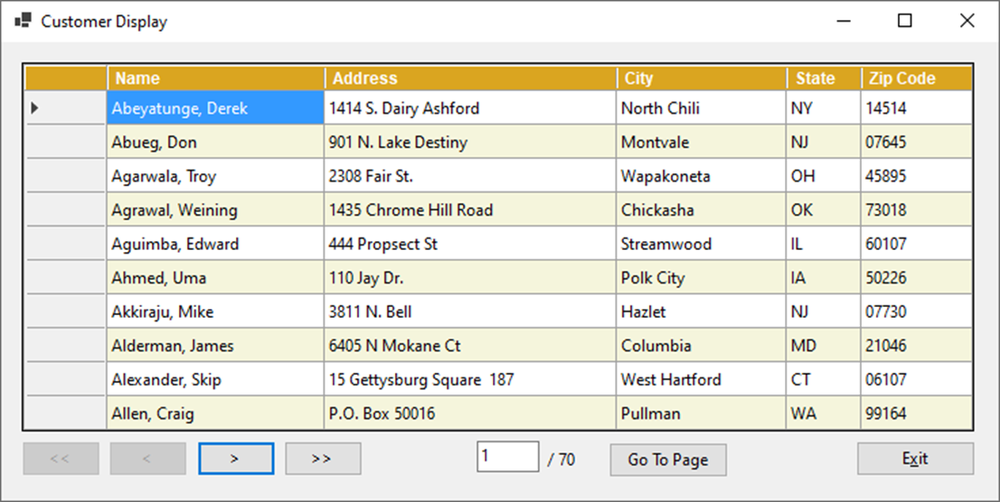 Customer Display
Name Address City State Zip Code
Abeyatunge, Derek 1414 S. Dairy Ashford North Chili NY 14514
Abueg, Don 901 N. Lake Destiny Montvale NJ 07645
Agarwala, Troy 2308 Fair St. Wapakoneta OH 45895
Agrawal, Weining 1435 Chrome Hill Road Chickasha OK 73018
Aguimba, Edward 444 Propsect St Streamwood IL 60107
Ahmed, Uma 110 Jay Dr. Polk City IA 50226
Akkiraju, Mike 3811 N. Bell Hazlet NJ 07730
Alderman, James 6405 N Mokane Ct Columbia MD 21046
Alexander, Skip 15 Gettysburg Square  187 West Hartford CT 06107
Allen, Craig P.O. Box 50016 Pullman WA 99164
<< < > >> 1 / 70 Go To Page Exit